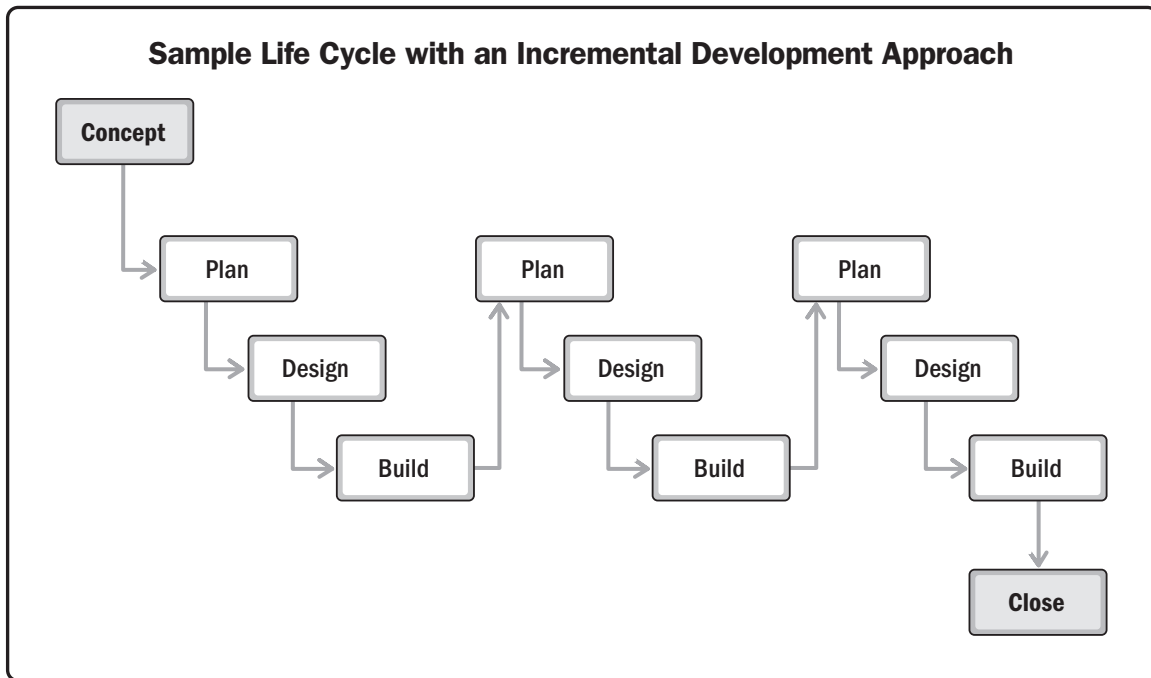 Sample Life Cycle with an Incremental Development Approach
Concept
Plan
Plan
Plan
Design
Design
Design
Build
Build
Build
Close